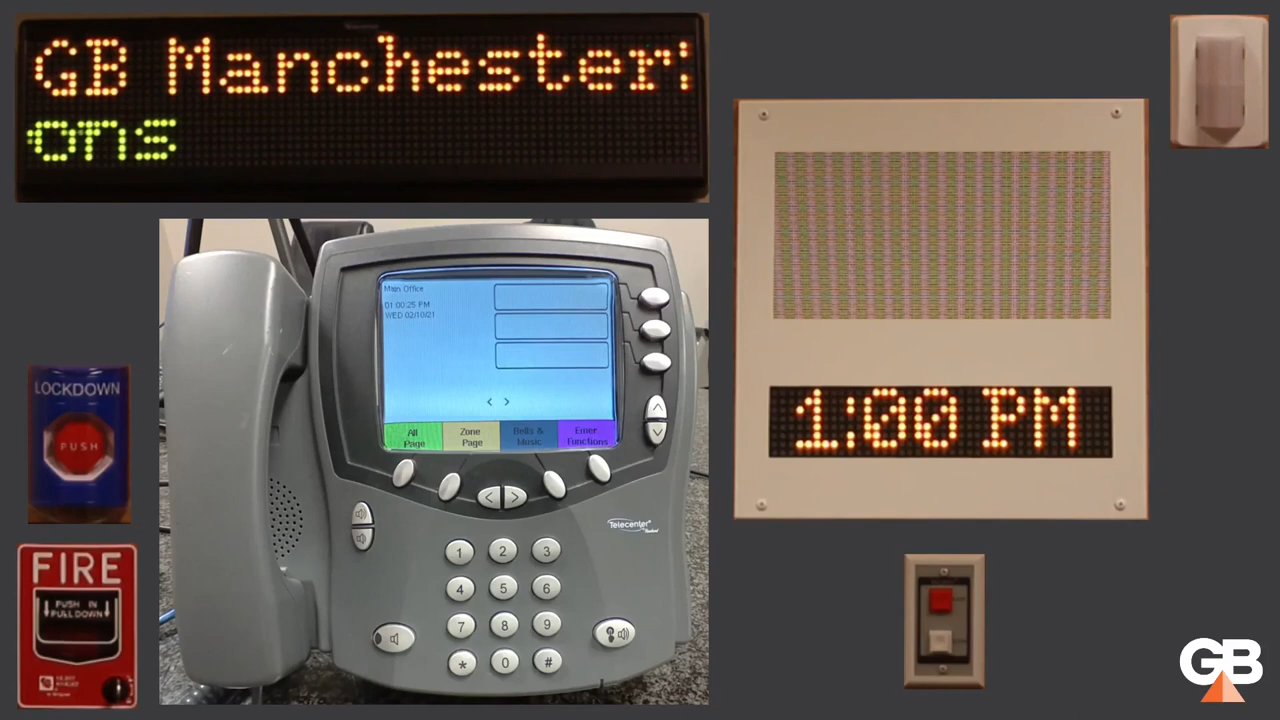 GB Manchester:
ons
Main Office
01:00:25 PM
WED 02/10/21
< >
All
Page
Zone
Page
Bells &
Music
Emer
Functions
< >
Telecenter
1 2 3
4 5 6
7 8 9
* 0 #
LOCKDOWN
PUSH
FIRE
PUSH IN
PULL DOWN
1:00 PM
GB